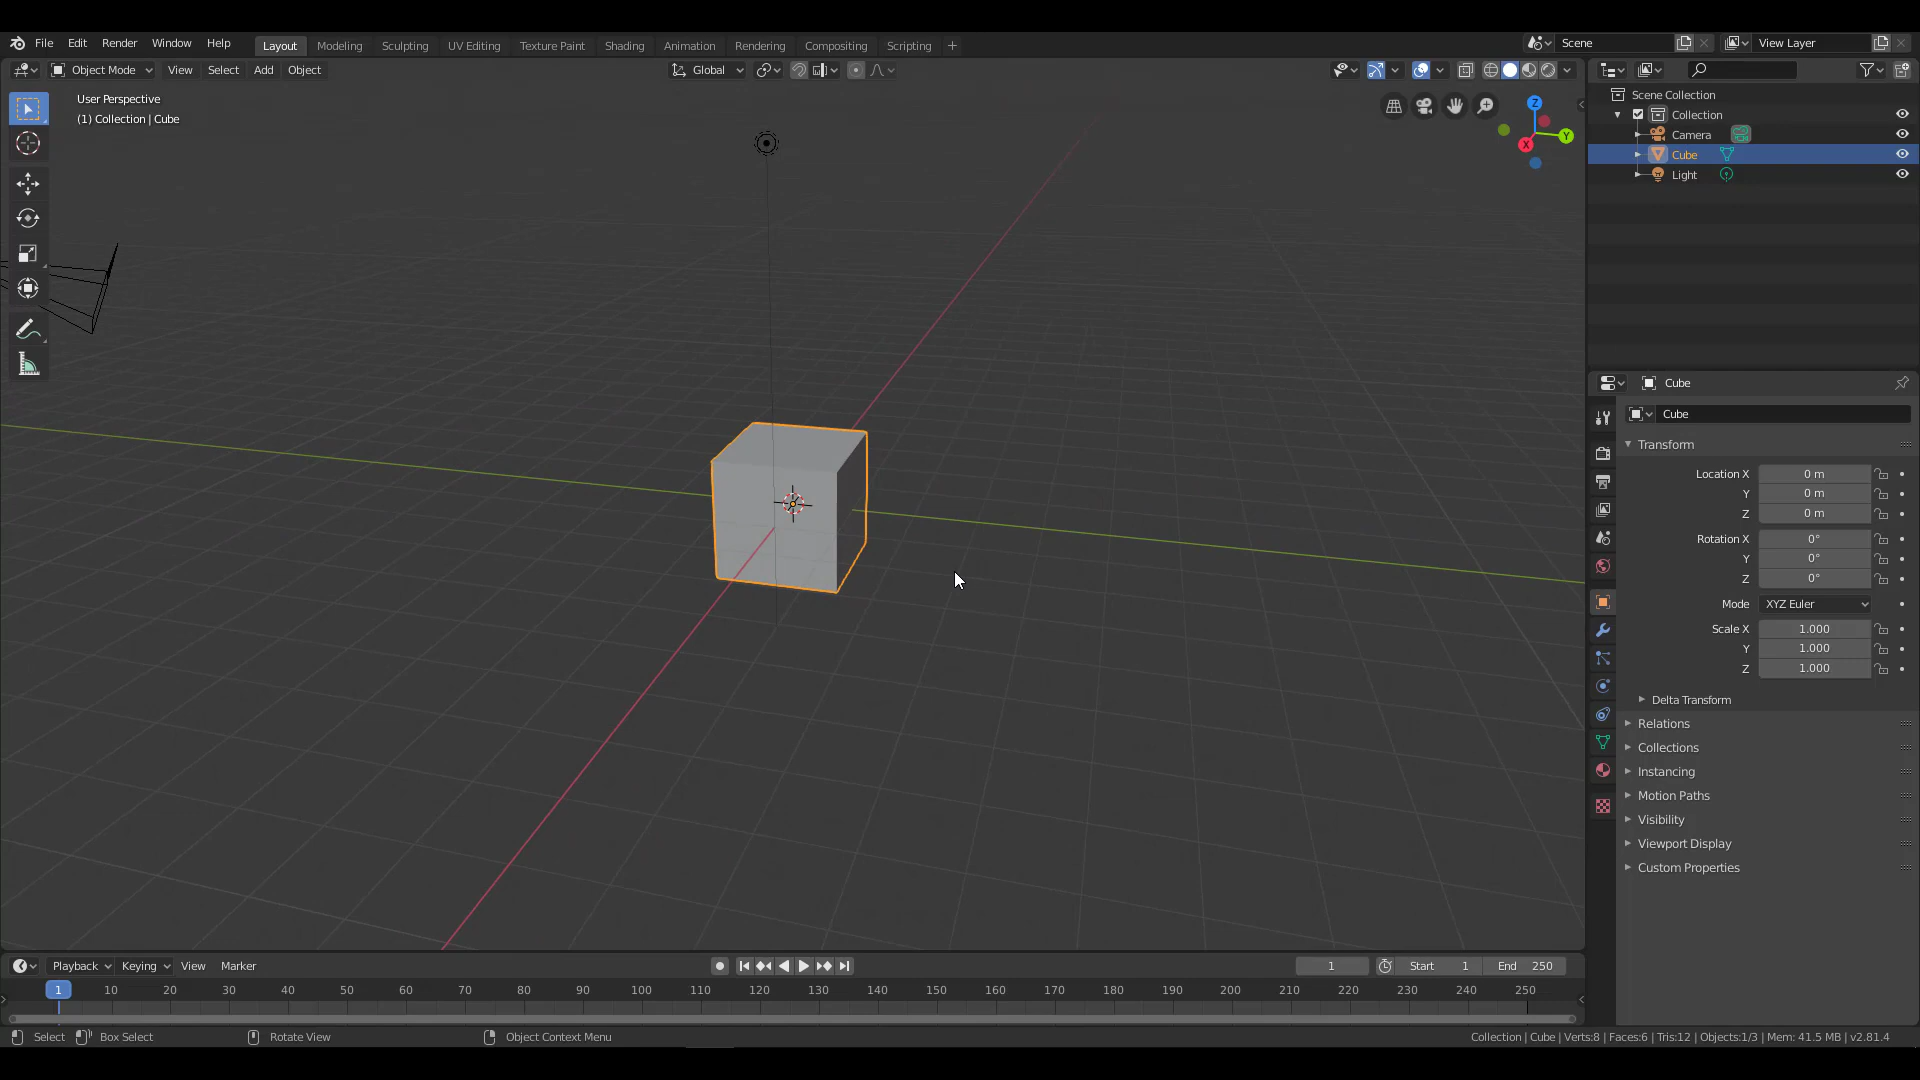 File Edit Render Window Help Layout Modeling Sculpting UV Editing Texture Paint Shading Animation Rendering Compositing Scripting + Scene View Layer
Object Mode View Select Add Object Global
User Perspective
(1) Collection | Cube
Z
Y
X
Scene Collection
Collection
Camera
Cube
Light
Cube
Cube
Transform
Location X 0 m
Y 0 m
Z 0 m
Rotation X 0°
Y 0°
Z 0°
Mode XYZ Euler
Scale X 1.000
Y 1.000
Z 1.000
Delta Transform
Relations
Collections
Instancing
Motion Paths
Visibility
Viewport Display
Custom Properties
Playback Keying View Marker 1 Start 1 End 250
1 10 20 30 40 50 60 70 80 90 100 110 120 130 140 150 160 170 180 190 200 210 220 230 240 250
Select Box Select Rotate View Object Context Menu Collection | Cube | Verts:8 | Faces:6 | Tris:12 | Objects:1/3 | Mem: 41.5 MB | v2.81.4